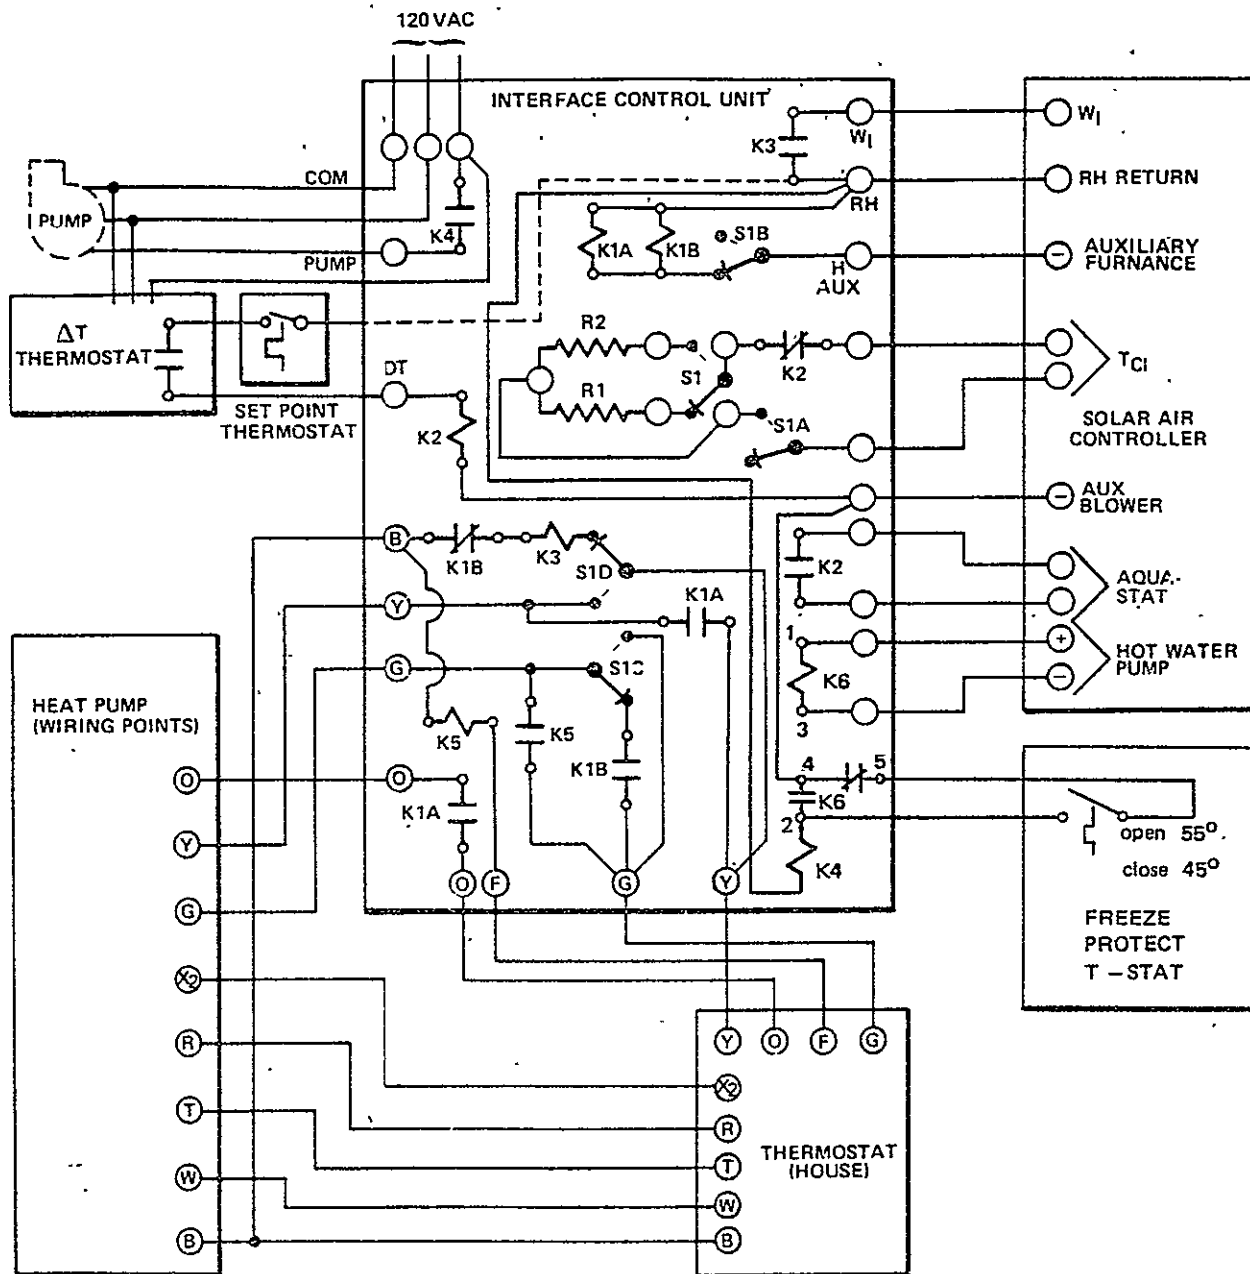 120 VAC
INTERFACE CONTROL UNIT
K3
W1
W1
COM
RH
RH RETURN
PUMP
K4
K1A
K1B
S1B
PUMP
H
AUX
AUXILIARY
FURNANCE
ΔT
THERMOSTAT
R2
DT
S1
K2
TCI
R1
SET POINT
THERMOSTAT
K2
S1A
SOLAR AIR
CONTROLLER
AUX
BLOWER
B
K1B
K3
S1D
K2
AQUA-
STAT
Y
K1A
1
+
HOT WATER
PUMP
G
S1C
K6
HEAT PUMP
(WIRING POINTS)
K5
K5
3
K1B
O
O
K1A
4
5
K6
2
open 55°
Y
K4
close 45°
O
F
G
Y
G
FREEZE
PROTECT
T-STAT
X2
R
Y
O
F
G
X2
T
R
THERMOSTAT
(HOUSE)
T
W
W
B
B